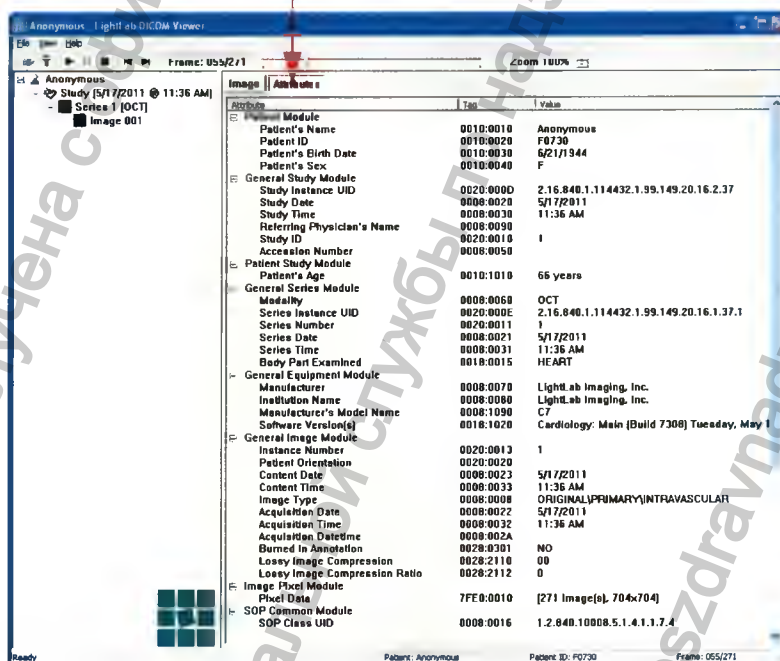 Anonymous LightLab DICOM Viewer
File Help
Frame: 055/271 Zoom 100%
Anonymous
Study [5/17/2011 @ 11:36 AM]
Series 1 [OCT]
Image 001
Image Attributes
Attribute Tag Value
Patient Module
Patient's Name 0010:0010 Anonymous
Patient ID 0010:0020 F0730
Patient's Birth Date 0010:0030 6/21/1944
Patient's Sex 0010:0040 F
General Study Module
Study Instance UID 0020:000D 2.16.840.1.114432.1.99.149.20.16.2.37
Study Date 0008:0020 5/17/2011
Study Time 0008:0030 11:36 AM
Referring Physician's Name 0008:0090
Study ID 0020:0010 1
Accession Number 0008:0050
Patient Study Module
Patient's Age 0010:1010 66 years
General Series Module
Modality 0008:0060 OCT
Series Instance UID 0020:000E 2.16.840.1.114432.1.99.149.20.16.1.37.1
Series Number 0020:0011 1
Series Date 0008:0021 5/17/2011
Series Time 0008:0031 11:36 AM
Body Part Examined 0018:0015 HEART
General Equipment Module
Manufacturer 0008:0070 LightLab Imaging, Inc.
Institution Name 0008:0080 LightLab Imaging, Inc.
Manufacturer's Model Name 0008:1090 C7
Software Version[s] 0018:1020 Cardiology: Main (Build 7308) Tuesday, May 1
General Image Module
Instance Number 0020:0013 1
Patient Orientation 0020:0020
Content Date 0008:0023 5/17/2011
Content Time 0008:0033 11:36 AM
Image Type 0008:0008 ORIGINAL\PRIMARY\INTRAVASCULAR
Acquisition Date 0008:0022 5/17/2011
Acquisition Time 0008:0032 11:36 AM
Acquisition Datetime 0008:002A
Burned In Annotation 0028:0301 NO
Lossy Image Compression 0028:2110 00
Lossy Image Compression Ratio 0028:2112 0
Image Pixel Module
Pixel Data 7FE0:0010 [271 Image[s], 704x704]
SOP Common Module
SOP Class UID 0008:0016 1.2.840.10008.5.1.4.1.1.7.4
Ready Patient: Anonymous Patient ID: F0730 Frame: 055/271